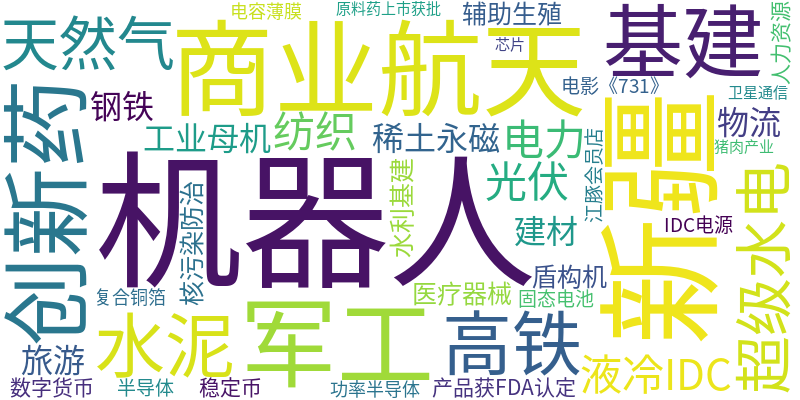 电容薄膜
原料药上市获批
辅助生殖
天然气
商业航天
芯片
基建
人力资源
电影《731》
卫星通信
创新药
钢铁
工业母机
纺织
稀土永磁
电力
物流
猪肉产业
机器人
新疆
江豚会员店
光伏
超级水电
核污染防治
水利基建
建材
IDC电源
盾构机
复合铜箔
医疗器械
固态电池
水泥
军工
高铁
旅游
液冷IDC
数字货币
半导体
稳定币
功率半导体
产品获FDA认定